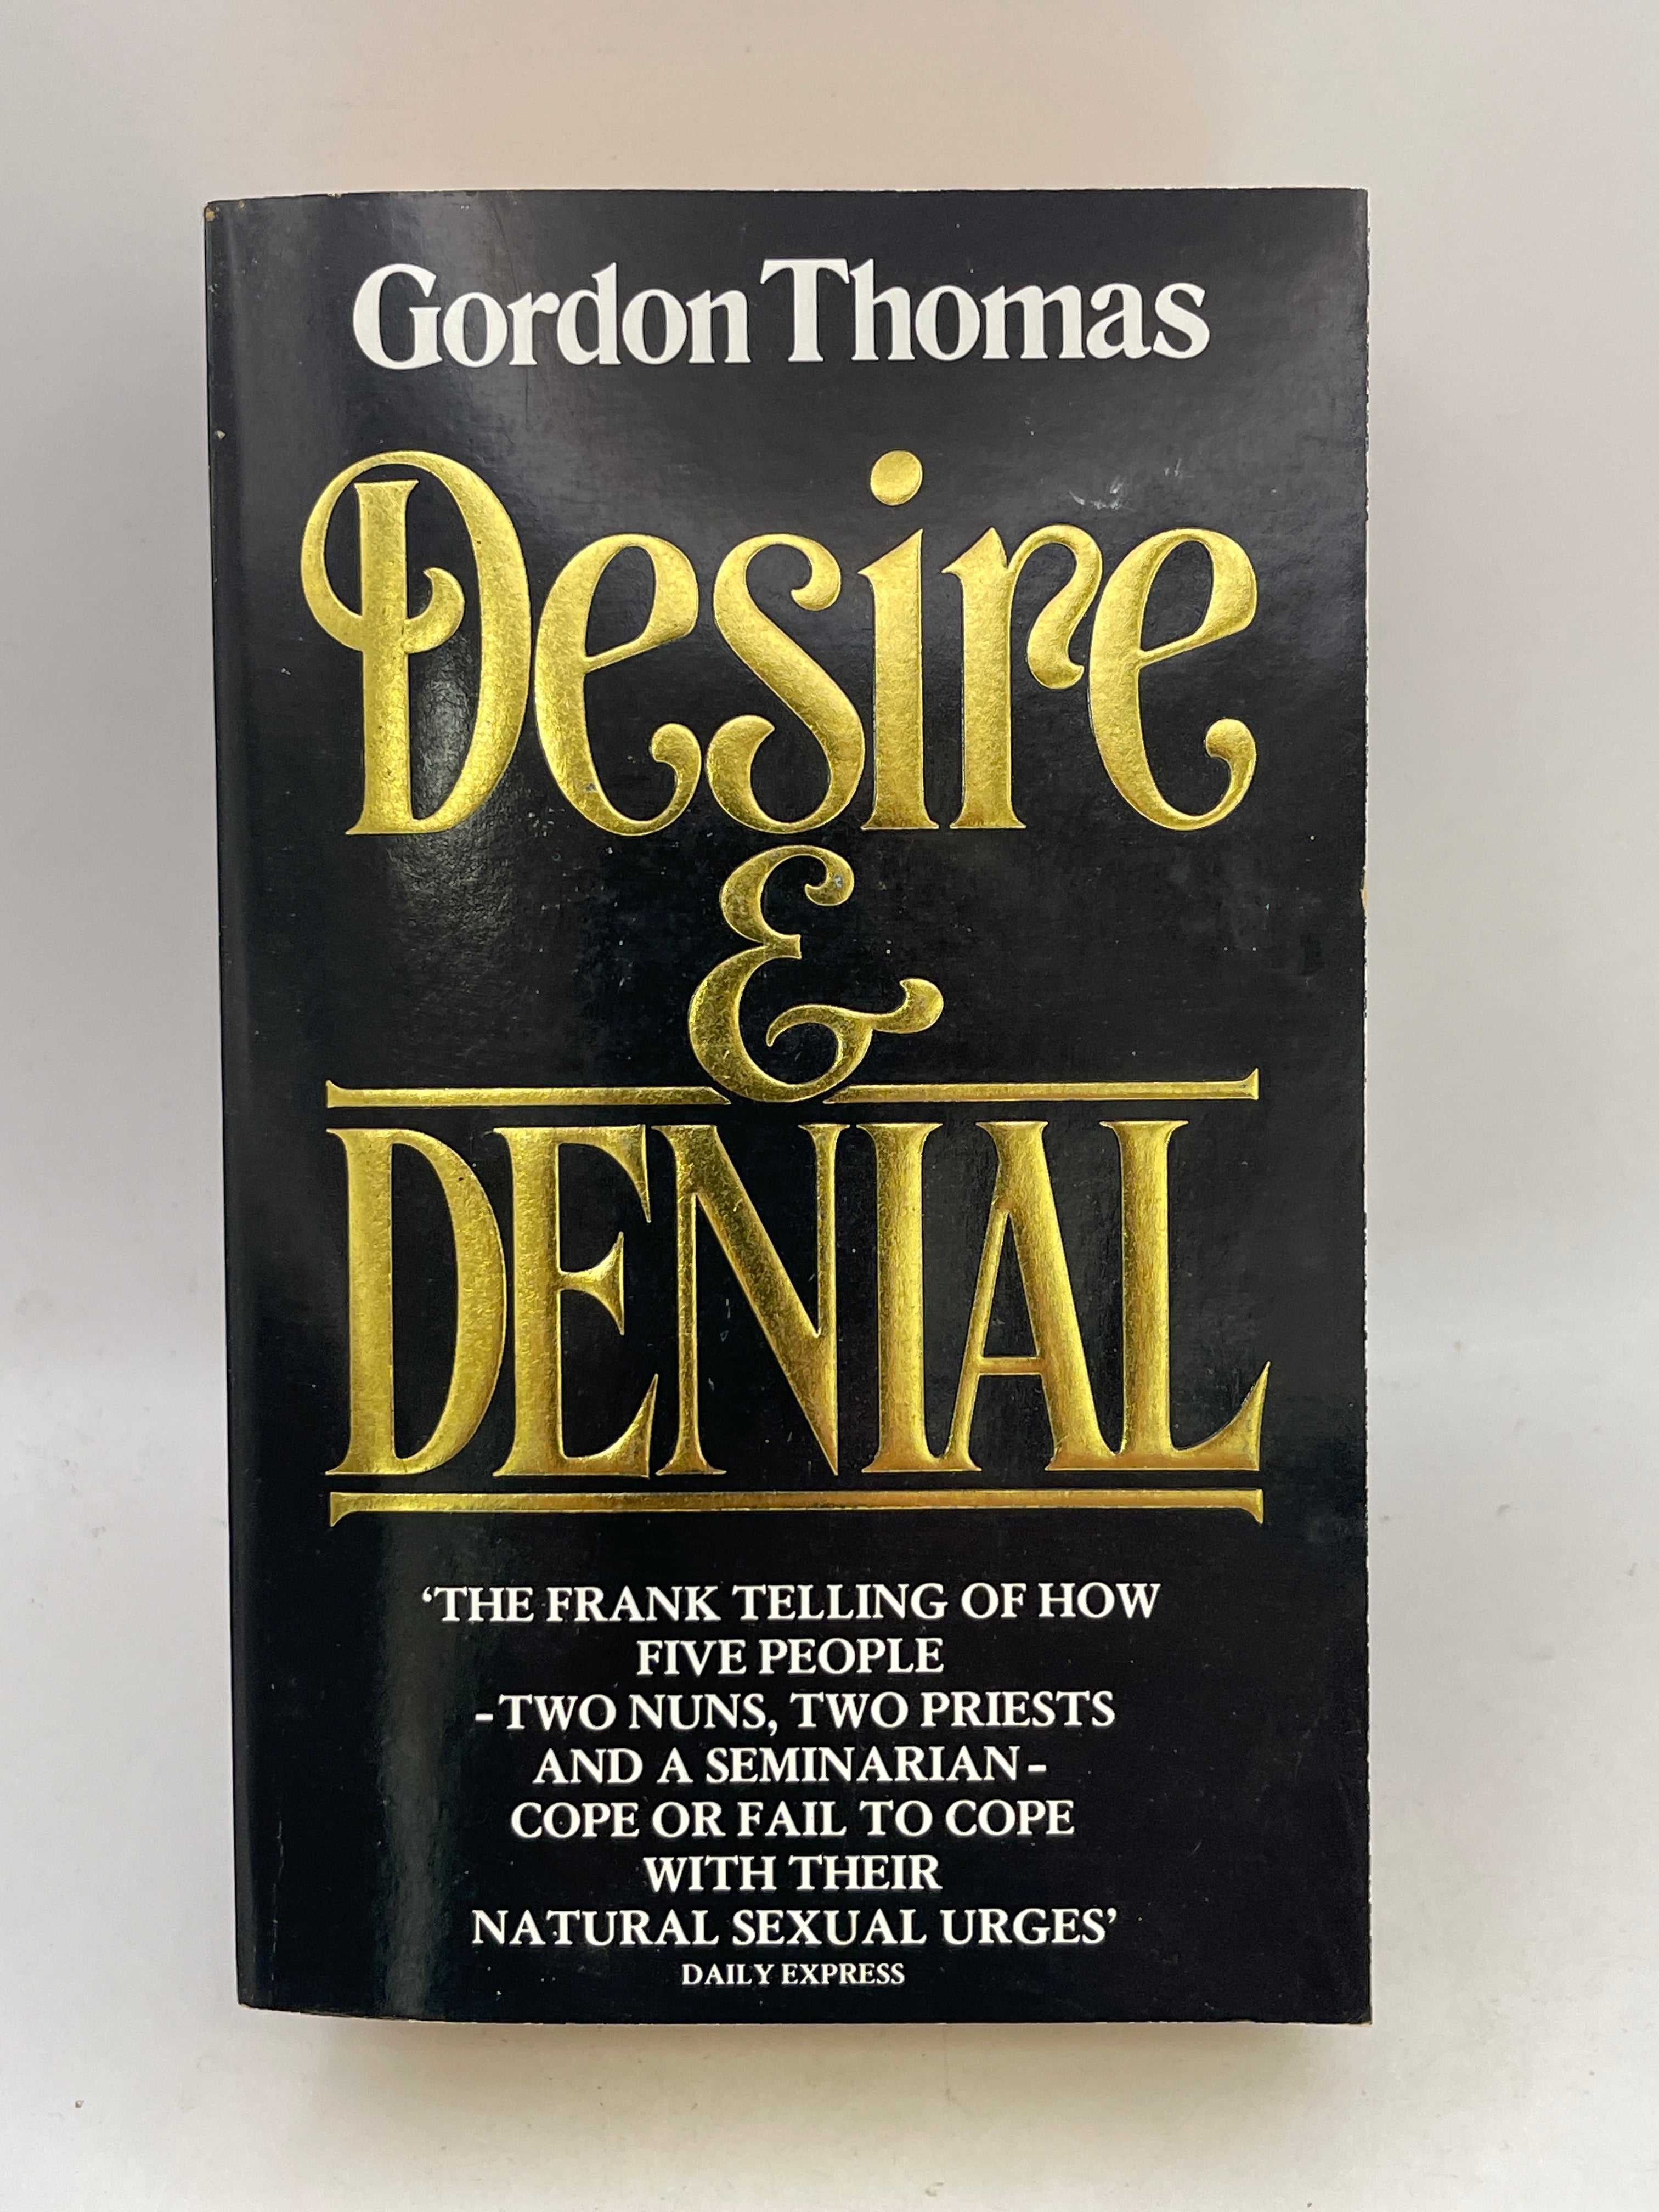 Gordon Thomas
Desire
&
DENIAL
‘THE FRANK TELLING OF HOW
FIVE PEOPLE
-TWO NUNS, TWO PRIESTS
AND A SEMINARIAN-
COPE OR FAIL TO COPE
WITH THEIR
NATURAL SEXUAL URGES’
DAILY EXPRESS